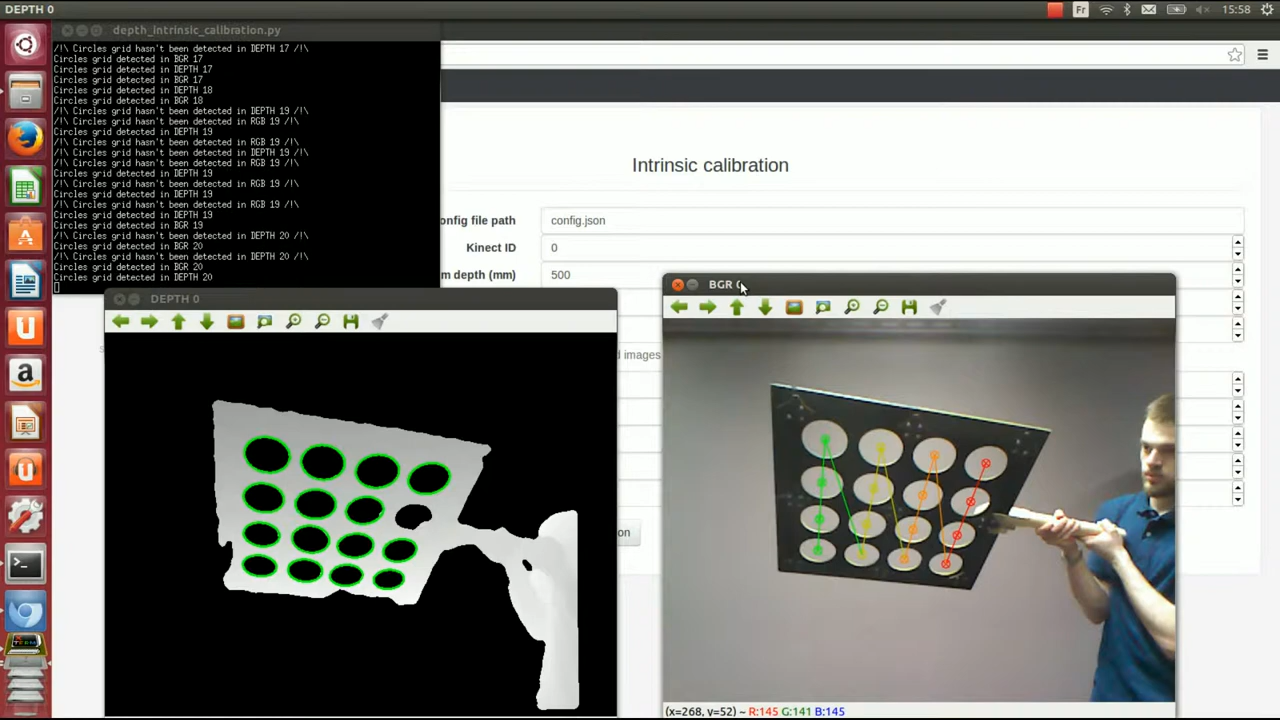 DEPTH 0
Fr
15:58
depth_intrinsic_calibration.py
/!\ Circles grid hasn't been detected in DEPTH 17 /!\
Circles grid detected in BGR 17
Circles grid detected in DEPTH 17
Circles grid detected in BGR 17
Circles grid detected in DEPTH 18
Circles grid detected in BGR 18
/!\ Circles grid hasn't been detected in DEPTH 19 /!\
/!\ Circles grid hasn't been detected in RGB 19 /!\
Circles grid detected in DEPTH 19
/!\ Circles grid hasn't been detected in RGB 19 /!\
/!\ Circles grid hasn't been detected in DEPTH 19 /!\
/!\ Circles grid hasn't been detected in RGB 19 /!\
Circles grid detected in DEPTH 19
/!\ Circles grid hasn't been detected in RGB 19 /!\
Circles grid detected in DEPTH 19
/!\ Circles grid hasn't been detected in RGB 19 /!\
Circles grid detected in DEPTH 19
Circles grid detected in BGR 19
/!\ Circles grid hasn't been detected in DEPTH 20 /!\
Circles grid detected in BGR 20
/!\ Circles grid hasn't been detected in DEPTH 20 /!\
Circles grid detected in BGR 20
Circles grid detected in DEPTH 20
Intrinsic calibration
onfig file path
config.json
Kinect ID
0
m depth (mm)
500
d images
on
DEPTH 0
BGR
(x=268, y=52) ~ R:145 G:141 B:145